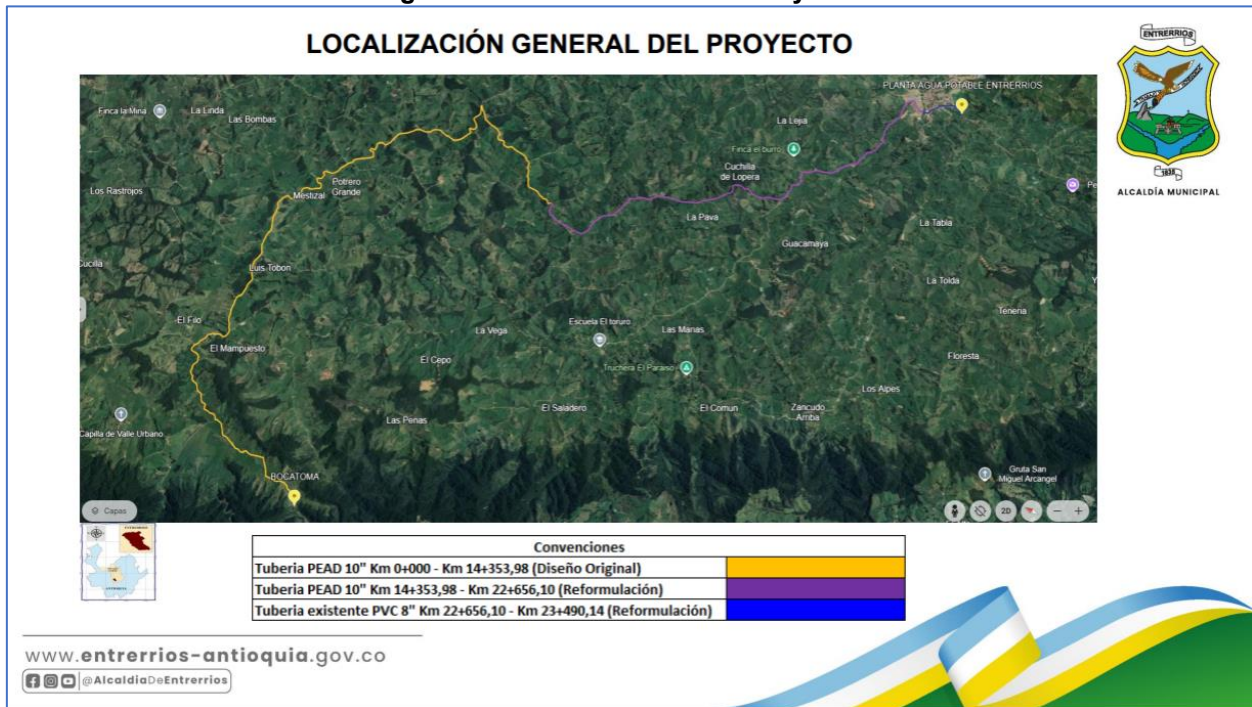 LOCALIZACIÓN GENERAL DEL PROYECTO
ENTRERRIOS
1835
ALCALDÍA MUNICIPAL
PLANTA AGUA POTABLE ENTRERRIOS
Finca la Mina
La Linda
Las Bombas
La Leja
Finca el burro
Cuchilla
de Lopera
Potrero
Grande
Mestizal
Los Rastrojos
Pe
La Pava
La Tabla
Guacamaya
Cucilla
Luis Tobon
La Tolda
Y
Teneria
El Filo
La Vega
Escuela El toruro
Las Marias
El Mampuesto
El Cepo
Truchera El Paraiso
Floresta
Los Alpes
Capilla de Valle Urbano
Las Penas
El Saladero
El Comun
Zancudo
Arriba
BOCATOMA
Gruta San
Miguel Arcangel
Capas
2D
Convenciones
Tuberia PEAD 10" Km 0+000 - Km 14+353,98 (Diseño Original)
Tuberia PEAD 10" Km 14+353,98 - Km 22+656,10 (Reformulación)
Tuberia existente PVC 8" Km 22+656,10 - Km 23+490,14 (Reformulación)
www.entrerrios-antioquia.gov.co
@AlcaldiaDeEntrerrios